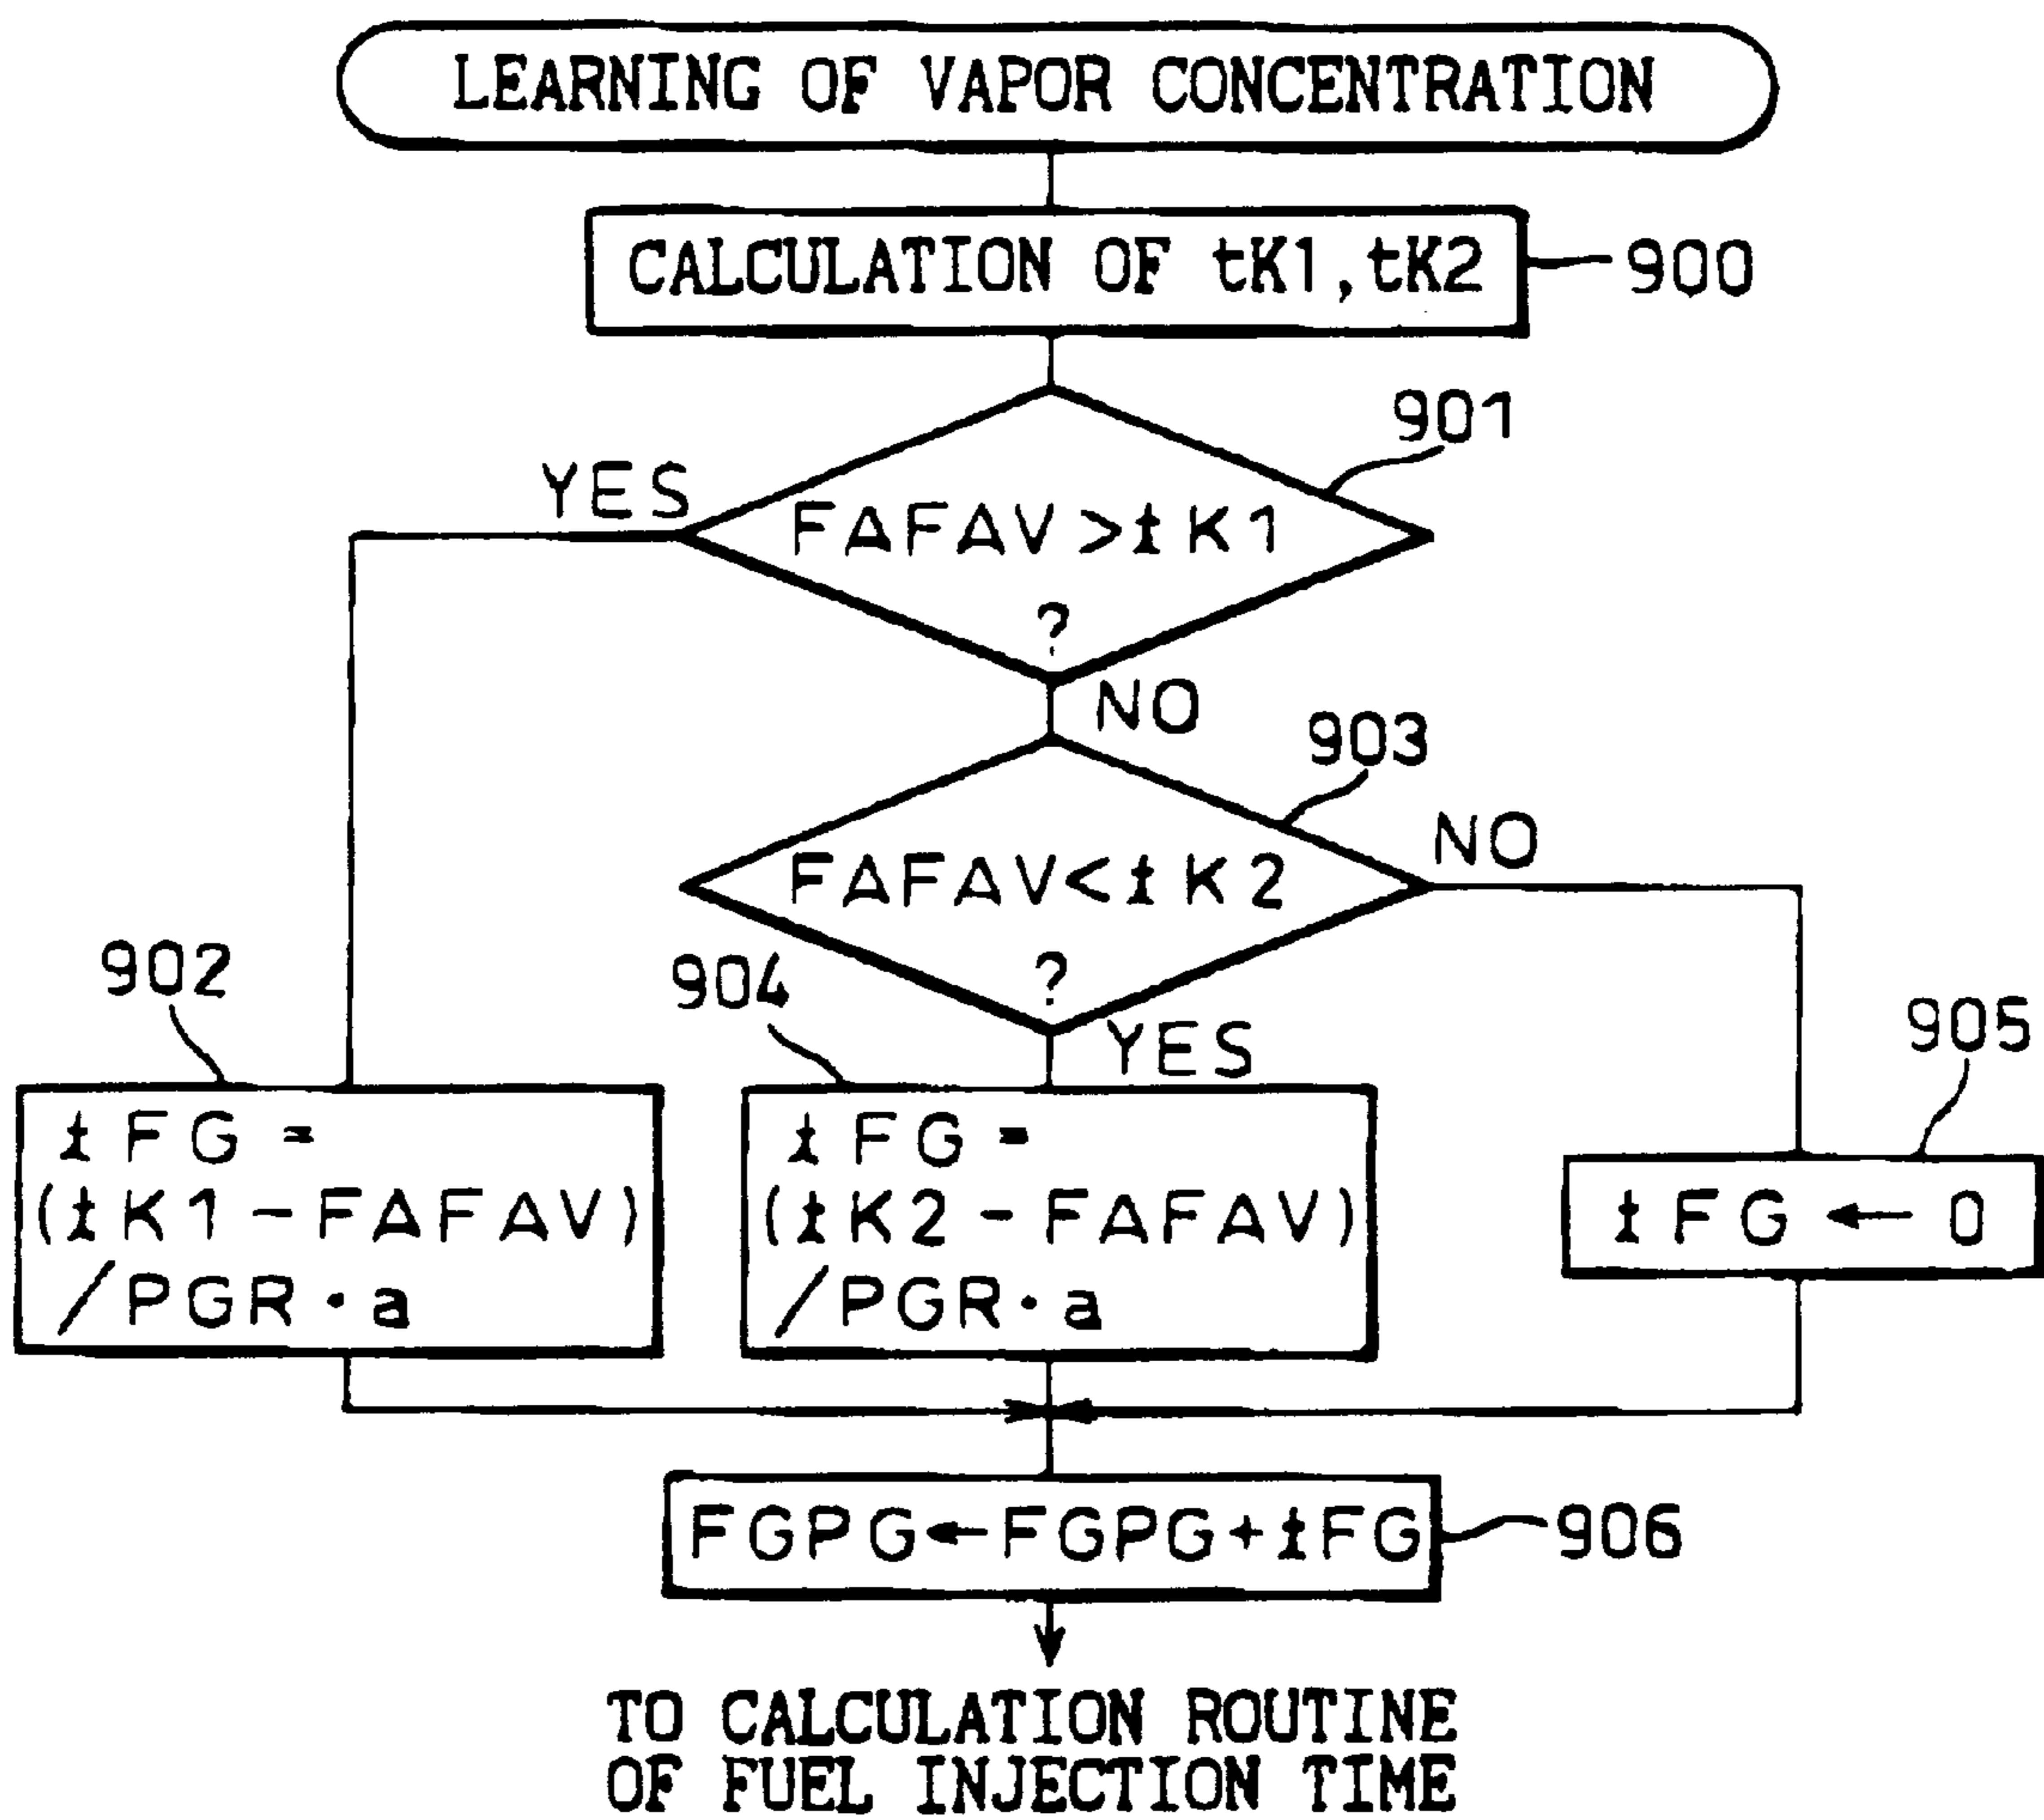 LEARNING OF VAPOR CONCENTRATION
CALCULATION OF tK1,tK2
900
901
YES
FAFAV>tK1
?
NO
903
NO
FAFAV<tK2
?
902
904
YES
905
tFG=
(tK1-FAFAV)
/PGR·a
tFG=
(tK2-FAFAV)
/PGR·a
tFG←0
FGPG←FGPG+tFG
906
TO CALCULATION ROUTINE
OF FUEL INJECTION TIME